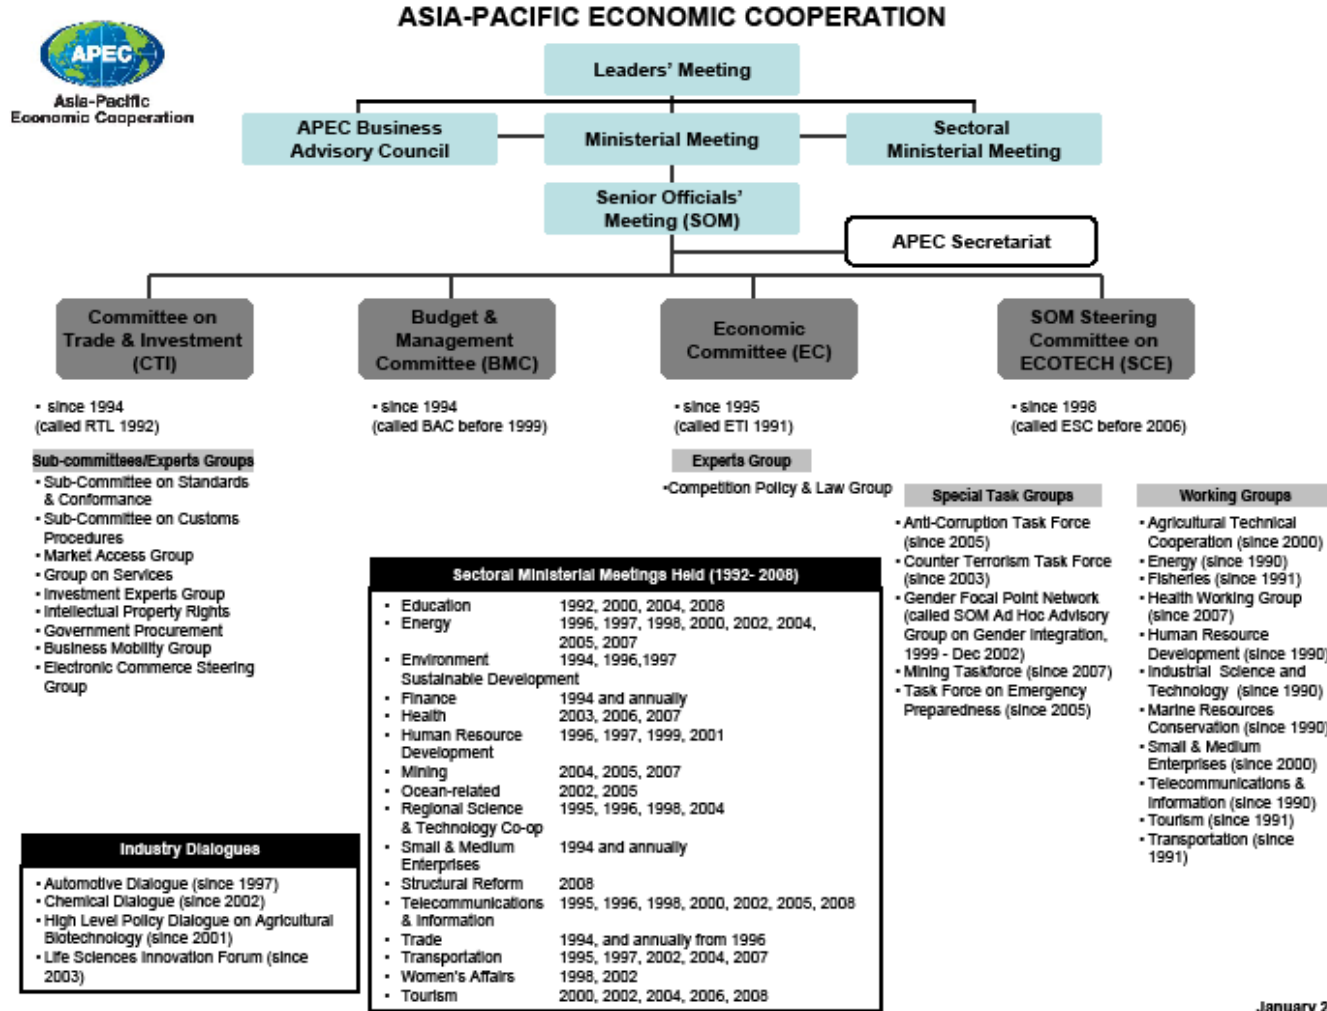 ASIA-PACIFIC ECONOMIC COOPERATION
APEC
Asia-Pacific
Economic Cooperation
Leaders' Meeting
APEC Business
Advisory Council
Ministerial Meeting
Sectoral
Ministerial Meeting
Senior Officials'
Meeting (SOM)
APEC Secretariat
Committee on
Trade & Investment
(CTI)
Budget &
Management
Committee (BMC)
Economic
Committee (EC)
SOM Steering
Committee on
ECOTECH (SCE)
▪ since 1994
(called RTL 1992)
▪ since 1994
(called BAC before 1999)
▪ since 1995
(called ETI 1991)
▪ since 1998
(called ESC before 2006)
Sub-committees/Experts Groups
▪ Sub-Committee on Standards
& Conformance
▪ Sub-Committee on Customs
Procedures
▪ Market Access Group
▪ Group on Services
▪ Investment Experts Group
▪ Intellectual Property Rights
▪ Government Procurement
▪ Business Mobility Group
▪ Electronic Commerce Steering
Group
Experts Group
▪Competition Policy & Law Group
Special Task Groups
▪ Anti-Corruption Task Force
(since 2005)
▪ Counter Terrorism Task Force
(since 2003)
▪ Gender Focal Point Network
(called SOM Ad Hoc Advisory
Group on Gender Integration,
1999 - Dec 2002)
▪ Mining Taskforce (since 2007)
▪ Task Force on Emergency
Preparedness (since 2005)
Working Groups
▪ Agricultural Technical
Cooperation (since 2000)
▪ Energy (since 1990)
▪ Fisheries (since 1991)
▪ Health Working Group
(since 2007)
▪ Human Resource
Development (since 1990)
▪ Industrial Science and
Technology (since 1990)
▪ Marine Resources
Conservation (since 1990)
▪ Small & Medium
Enterprises (since 2000)
▪ Telecommunications &
Information (since 1990)
▪ Tourism (since 1991)
▪ Transportation (since
1991)
Sectoral Ministerial Meetings Held (1992- 2008)
▪ Education 1992, 2000, 2004, 2008
▪ Energy 1996, 1997, 1998, 2000, 2002, 2004,
2005, 2007
▪ Environment 1994, 1996,1997
Sustainable Development
▪ Finance 1994 and annually
▪ Health 2003, 2006, 2007
▪ Human Resource 1996, 1997, 1999, 2001
Development
▪ Mining 2004, 2005, 2007
▪ Ocean-related 2002, 2005
▪ Regional Science 1995, 1996, 1998, 2004
& Technology Co-op
▪ Small & Medium 1994 and annually
Enterprises
▪ Structural Reform 2008
▪ Telecommunications 1995, 1996, 1998, 2000, 2002, 2005, 2008
& Information
▪ Trade 1994, and annually from 1996
▪ Transportation 1995, 1997, 2002, 2004, 2007
▪ Women's Affairs 1998, 2002
▪ Tourism 2000, 2002, 2004, 2006, 2008
Industry Dialogues
▪ Automotive Dialogue (since 1997)
▪ Chemical Dialogue (since 2002)
▪ High Level Policy Dialogue on Agricultural
Biotechnology (since 2001)
▪ Life Sciences Innovation Forum (since
2003)
January 2